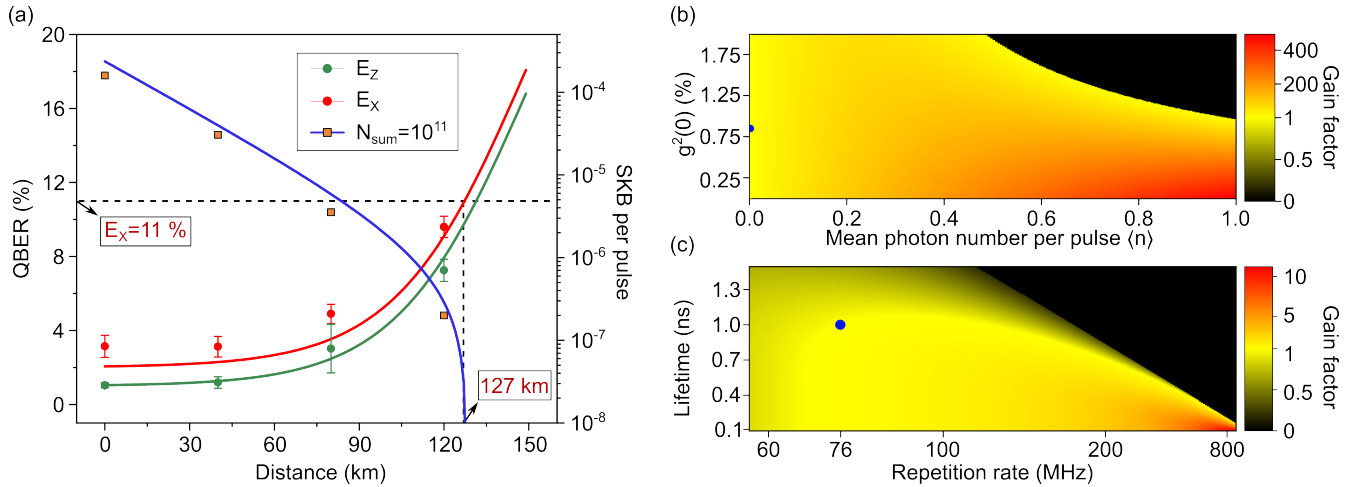 (a)
20
16
12
8
4
0
QBER (%)
E_Z
E_X
N_sum=10^11
E_X=11 %
127 km
10^-4
10^-5
10^-6
10^-7
10^-8
SKB per
pulse
0
30
60
90
120
150
Distance (km)
(b)
1.75
1.25
0.75
0.25
g²(0) (%)
0.0
0.2
0.4
0.6
0.8
1.0
Mean photon number per pulse ⟨n⟩
400
200
1
0.5
0
Gain factor
(c)
1.3
1.0
0.7
0.4
0.1
Lifetime (ns)
60
76
100
200
800
Repetition rate (MHz)
10
5
1
0.5
0
Gain factor